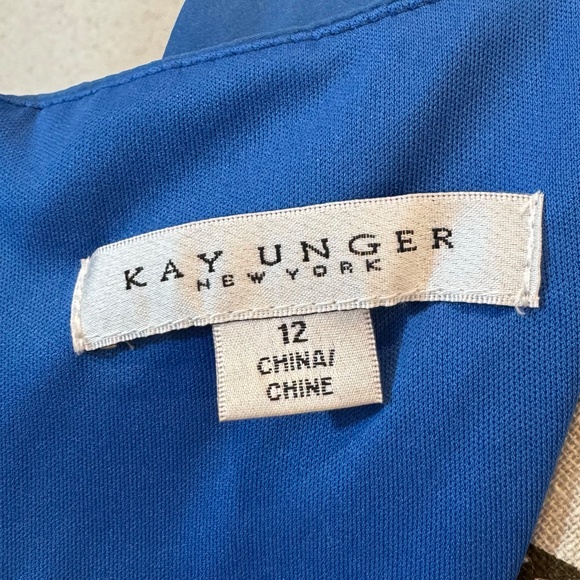 KAY UNGER
NEW YORK
12
CHINA/
CHINE